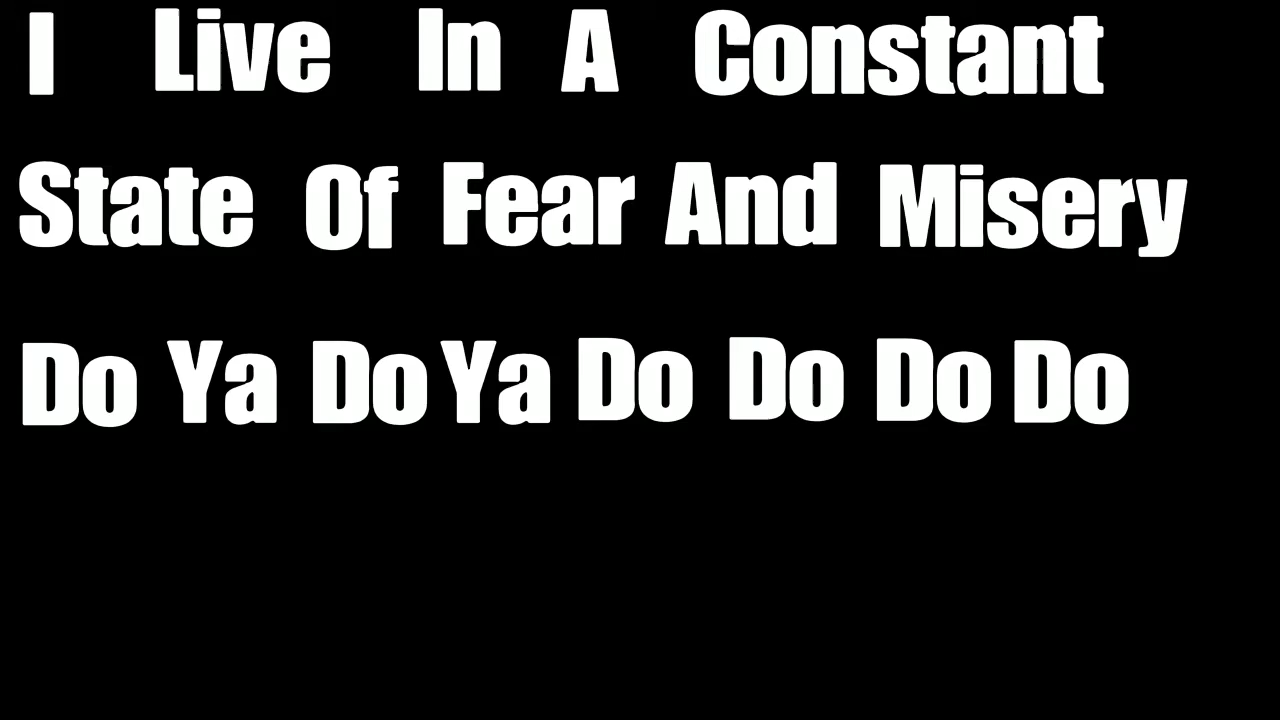 I Live In A Constant
State Of Fear And Misery
Do Ya Do Ya Do Do Do Do